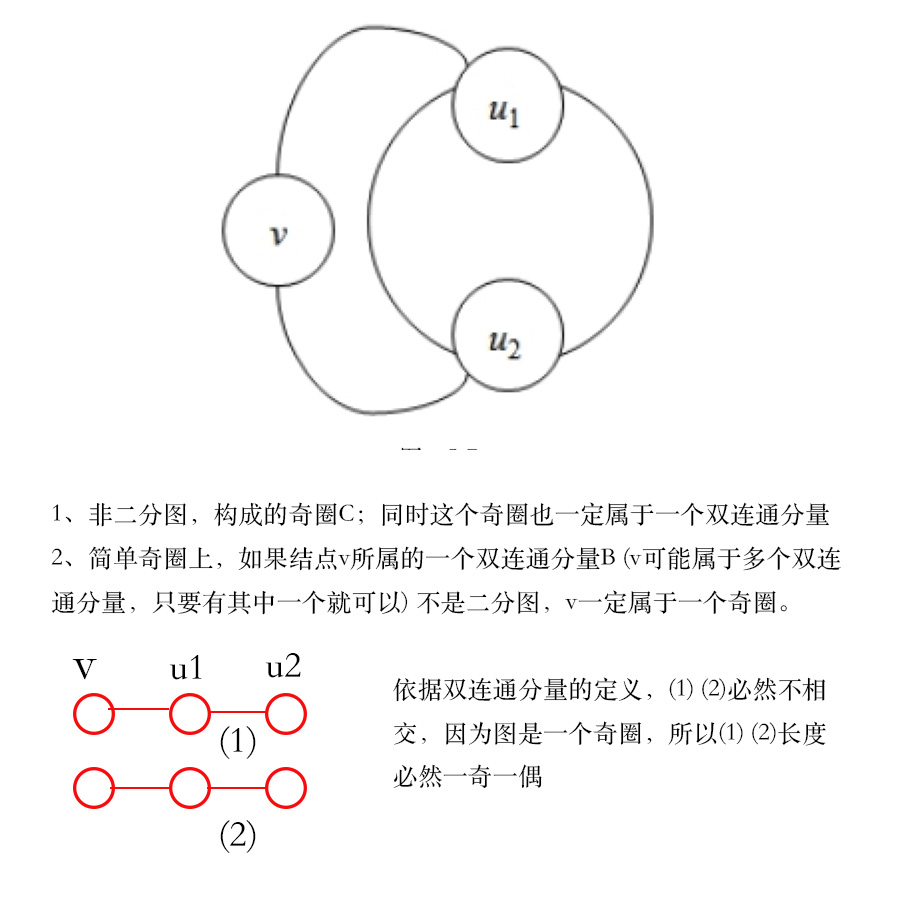 u1
v
u2
1、非二分图，构成的奇圈C；同时这个奇圈也一定属于一个双连通分量
2、简单奇圈上，如果结点v所属的一个双连通分量B (v可能属于多个双连
通分量，只要有其中一个就可以) 不是二分图，v一定属于一个奇圈。
v u1 u2
(1)
(2)
依据双连通分量的定义，(1) (2)必然不相
交，因为图是一个奇圈，所以(1) (2)长度
必然一奇一偶